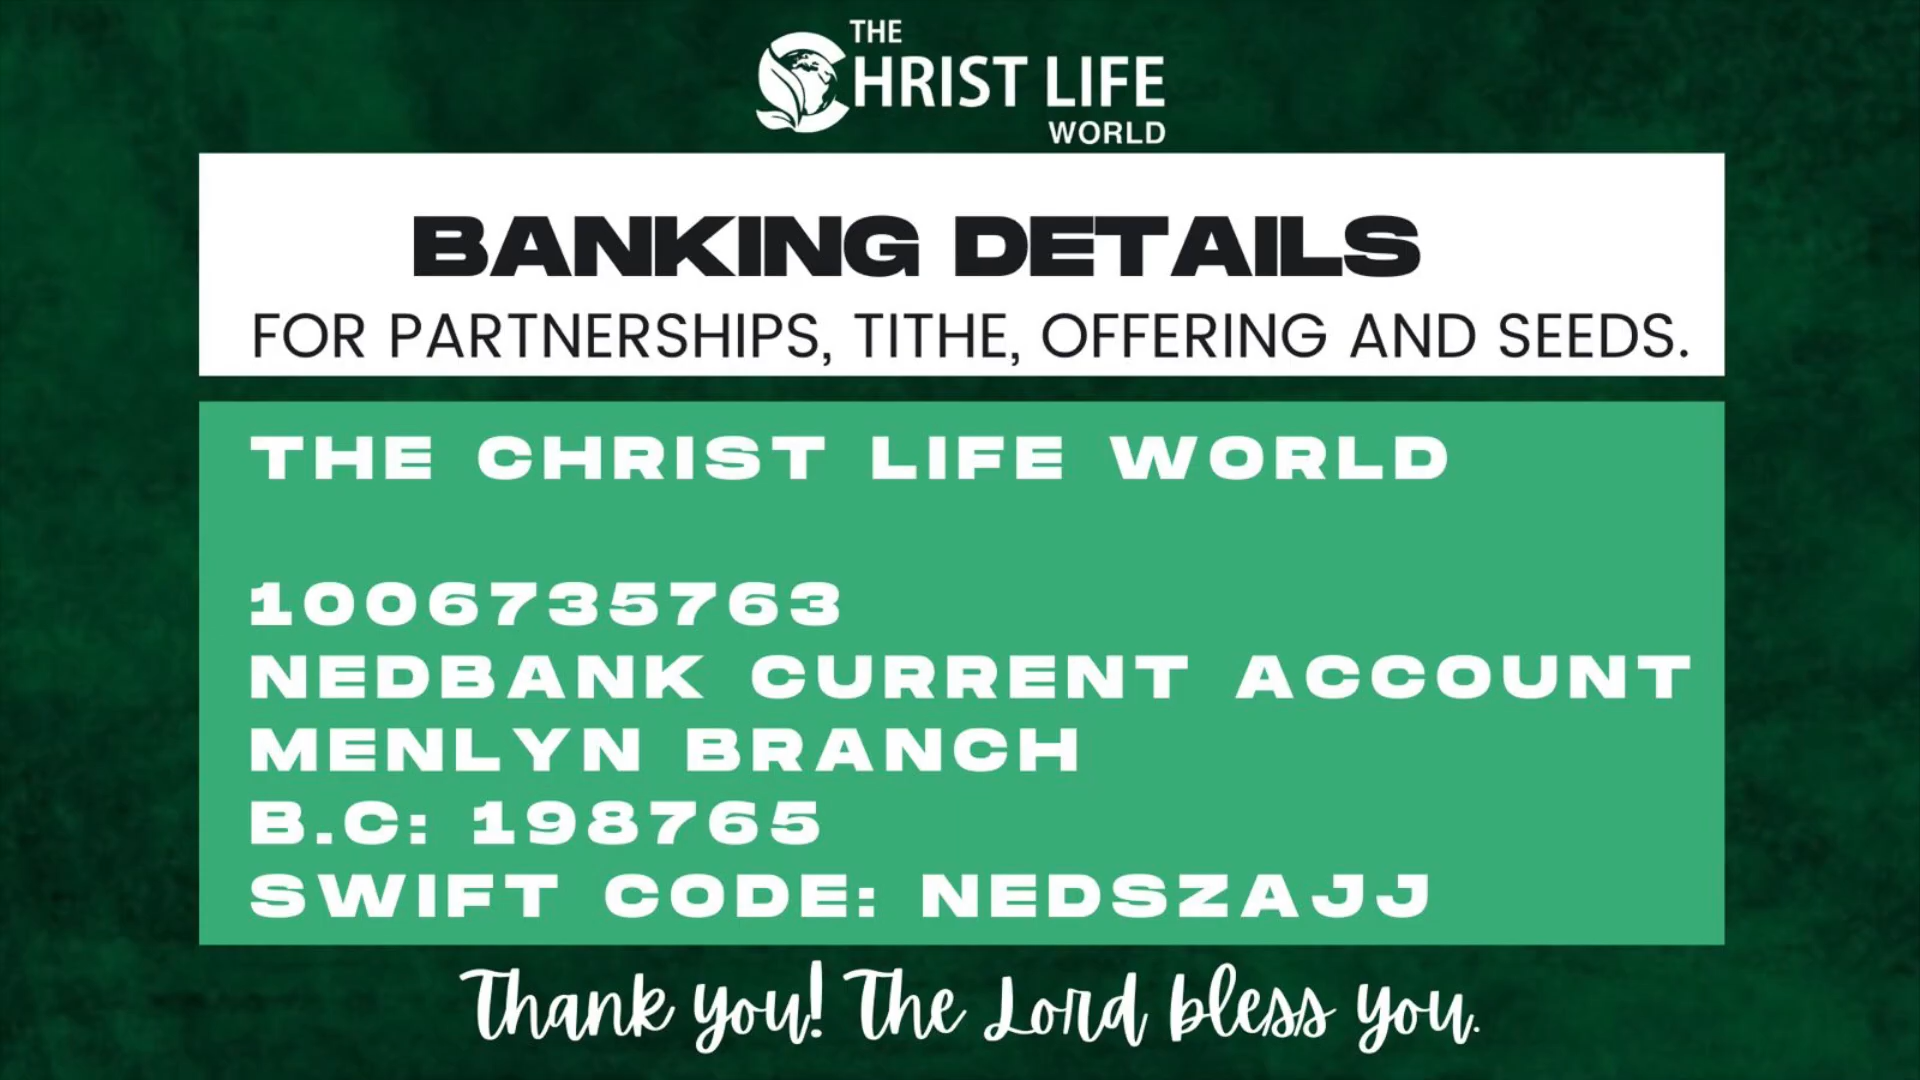 THE
CHRIST LIFE
WORLD
BANKING DETAILS
FOR PARTNERSHIPS, TITHE, OFFERING AND SEEDS.
THE CHRIST LIFE WORLD
1006735763
NEDBANK CURRENT ACCOUNT
MENLYN BRANCH
B.C: 198765
SWIFT CODE: NEDSZAJJ
Thank you! The Lord bless you.